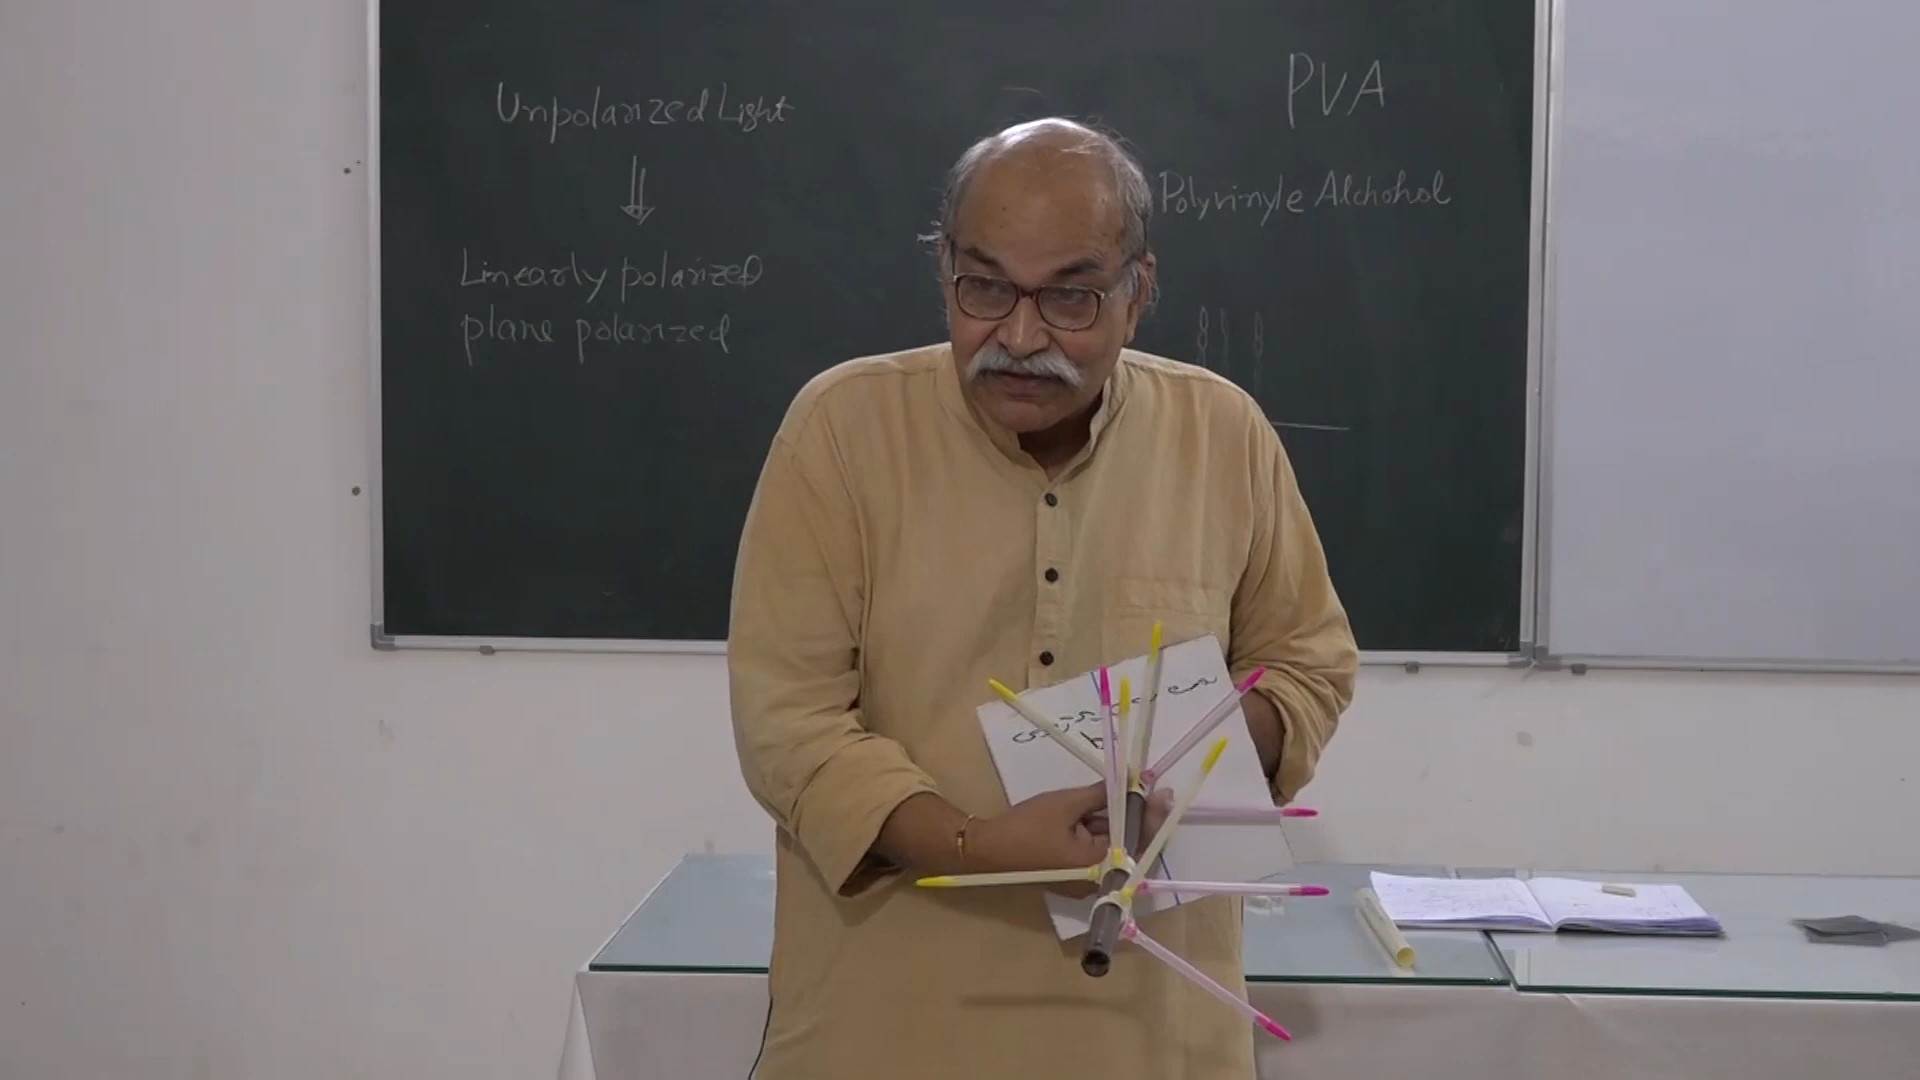 Unpolarized Light
Linearly polarized
plane polarized
PVA
Polyvinyle Alchohol